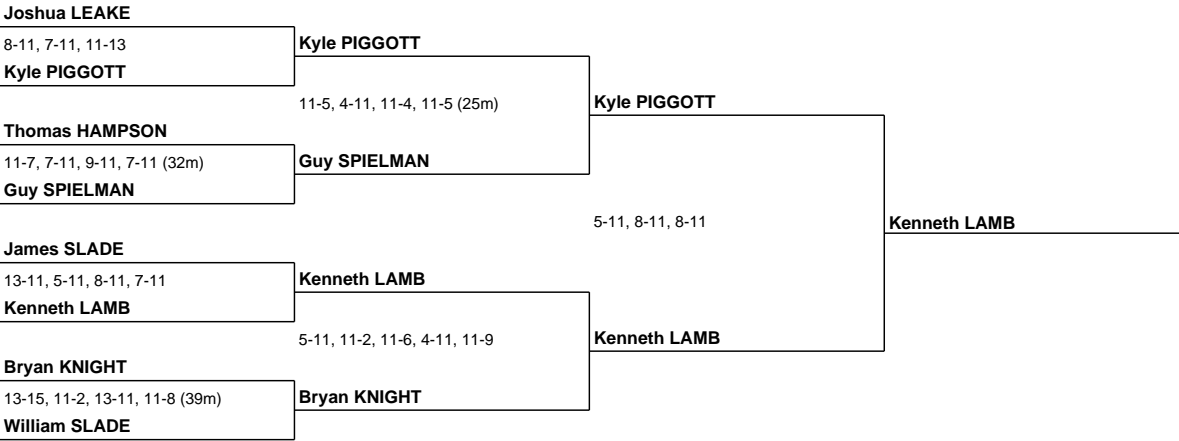 Joshua LEAKE
8-11, 7-11, 11-13
Kyle PIGGOTT
Kyle PIGGOTT
11-5, 4-11, 11-4, 11-5 (25m)
Kyle PIGGOTT
Thomas HAMPSON
11-7, 7-11, 9-11, 7-11 (32m)
Guy SPIELMAN
Guy SPIELMAN
5-11, 8-11, 8-11
Kenneth LAMB
James SLADE
13-11, 5-11, 8-11, 7-11
Kenneth LAMB
Kenneth LAMB
5-11, 11-2, 11-6, 4-11, 11-9
Kenneth LAMB
Bryan KNIGHT
13-15, 11-2, 13-11, 11-8 (39m)
Bryan KNIGHT
William SLADE